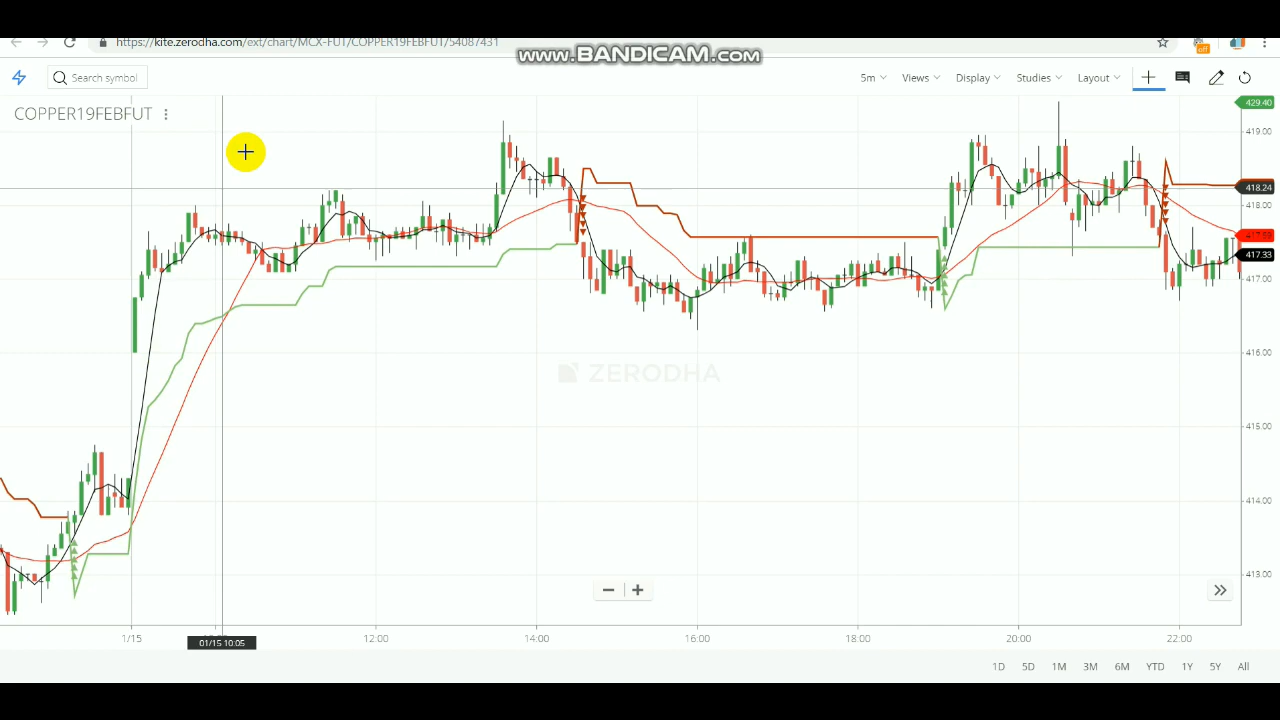 https://kite.zerodha.com/ext/chart/MCX-FUT/COPPER19FEBFUT/54087431
www.BANDICAM.com
off
Search symbol
5m Views Display Studies Layout
COPPER19FEBFUT
429.40
419.00
418.24
418.00
417.33
417.00
416.00
ZERODHA
415.00
414.00
413.00
1/15 12:00 14:00 16:00 18:00 20:00 22:00
01/15 10:05
1D 5D 1M 3M 6M YTD 1Y 5Y All